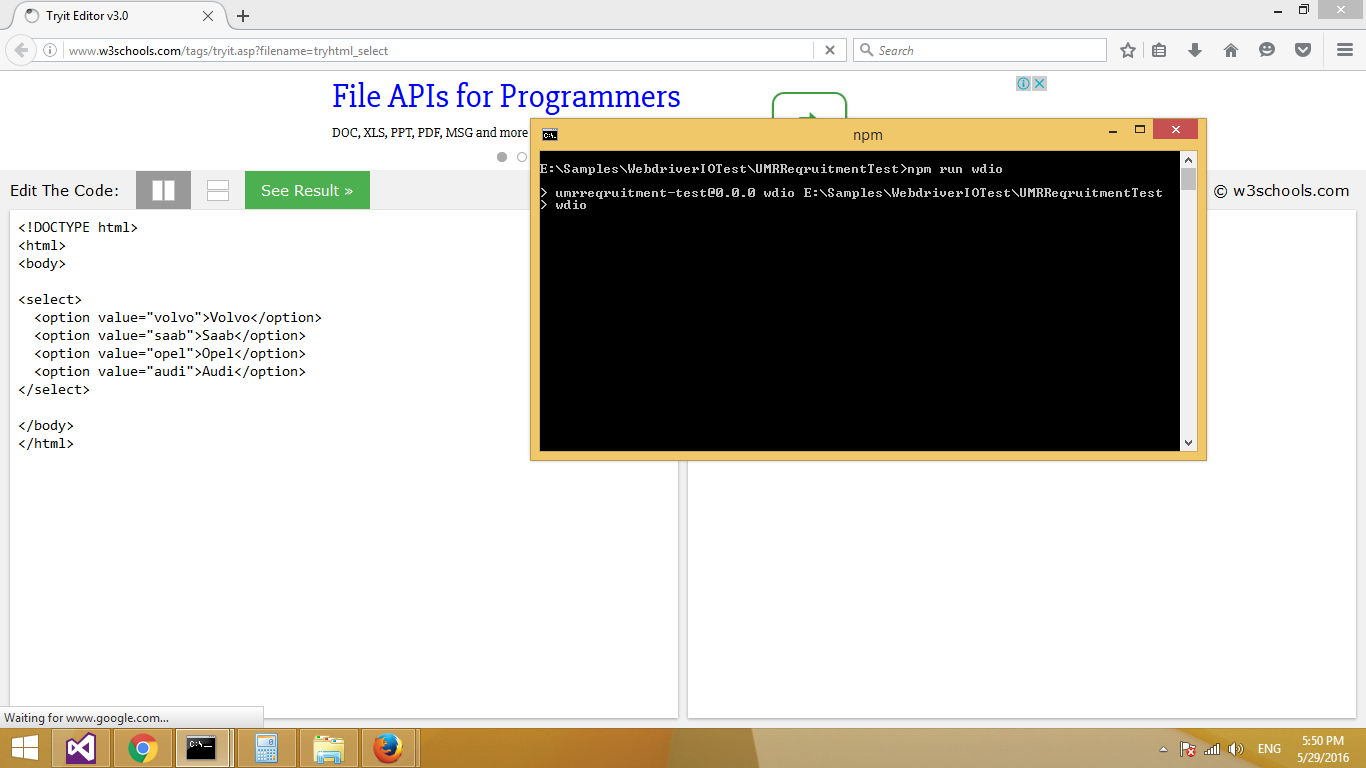 Tryit Editor v3.0
www.w3schools.com/tags/tryit.asp?filename=tryhtml_select
Search
File APIs for Programmers
DOC, XLS, PPT, PDF, MSG and more
npm
E:\Samples\WebdriverIOTest\UMRReqruitmentTest>npm run wdio
> umrreqruitment-test@0.0.0 wdio E:\Samples\WebdriverIOTest\UMRReqruitmentTest
> wdio
Edit The Code:
See Result »
© w3schools.com
<!DOCTYPE html>
<html>
<body>
<select>
  <option value="volvo">Volvo</option>
  <option value="saab">Saab</option>
  <option value="opel">Opel</option>
  <option value="audi">Audi</option>
</select>
</body>
</html>
Waiting for www.google.com...
ENG
5:50 PM
5/29/2016